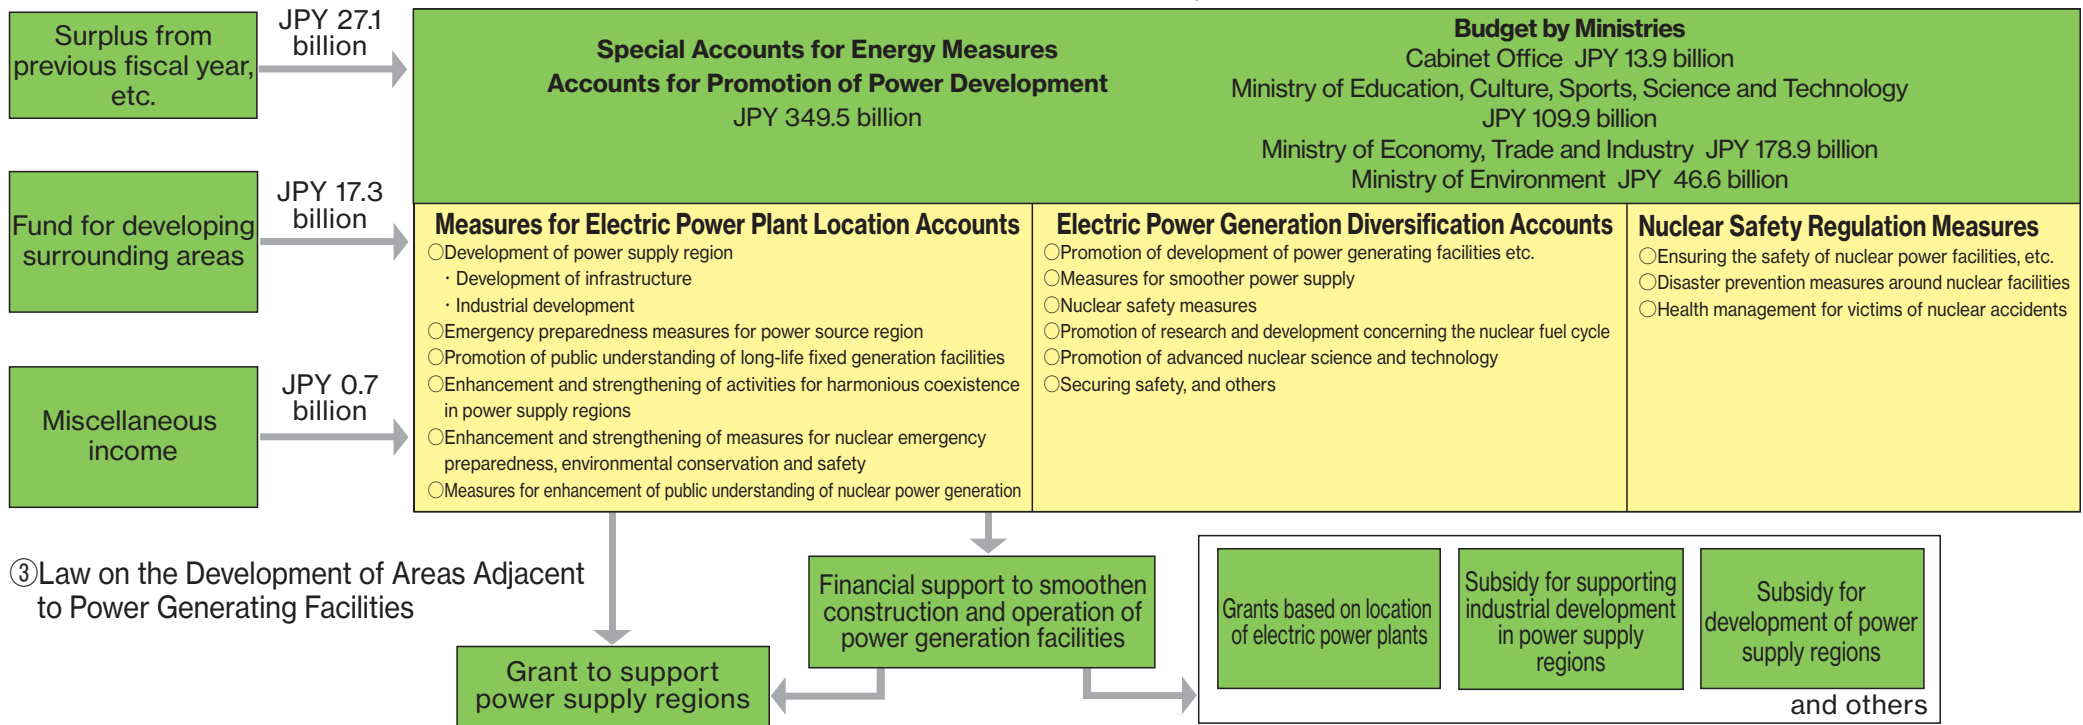 Surplus from
previous fiscal year,
etc.
JPY 27.1
billion
Fund for developing
surrounding areas
JPY 17.3
billion
Miscellaneous
income
JPY 0.7
billion
Special Accounts for Energy Measures
Accounts for Promotion of Power Development
JPY 349.5 billion
Budget by Ministries
Cabinet Office JPY 13.9 billion
Ministry of Education, Culture, Sports, Science and Technology
JPY 109.9 billion
Ministry of Economy, Trade and Industry JPY 178.9 billion
Ministry of Environment JPY 46.6 billion
Measures for Electric Power Plant Location Accounts
○Development of power supply region
・Development of infrastructure
・Industrial development
○Emergency preparedness measures for power source region
○Promotion of public understanding of long-life fixed generation facilities
○Enhancement and strengthening of activities for harmonious coexistence
in power supply regions
○Enhancement and strengthening of measures for nuclear emergency
preparedness, environmental conservation and safety
○Measures for enhancement of public understanding of nuclear power generation
Electric Power Generation Diversification Accounts
○Promotion of development of power generating facilities etc.
○Measures for smoother power supply
○Nuclear safety measures
○Promotion of research and development concerning the nuclear fuel cycle
○Promotion of advanced nuclear science and technology
○Securing safety, and others
Nuclear Safety Regulation Measures
○Ensuring the safety of nuclear power facilities, etc.
○Disaster prevention measures around nuclear facilities
○Health management for victims of nuclear accidents
③Law on the Development of Areas Adjacent
to Power Generating Facilities
Grant to support
power supply regions
Financial support to smoothen
construction and operation of
power generation facilities
Grants based on location
of electric power plants
Subsidy for supporting
industrial development
in power supply
regions
Subsidy for
development of power
supply regions
and others